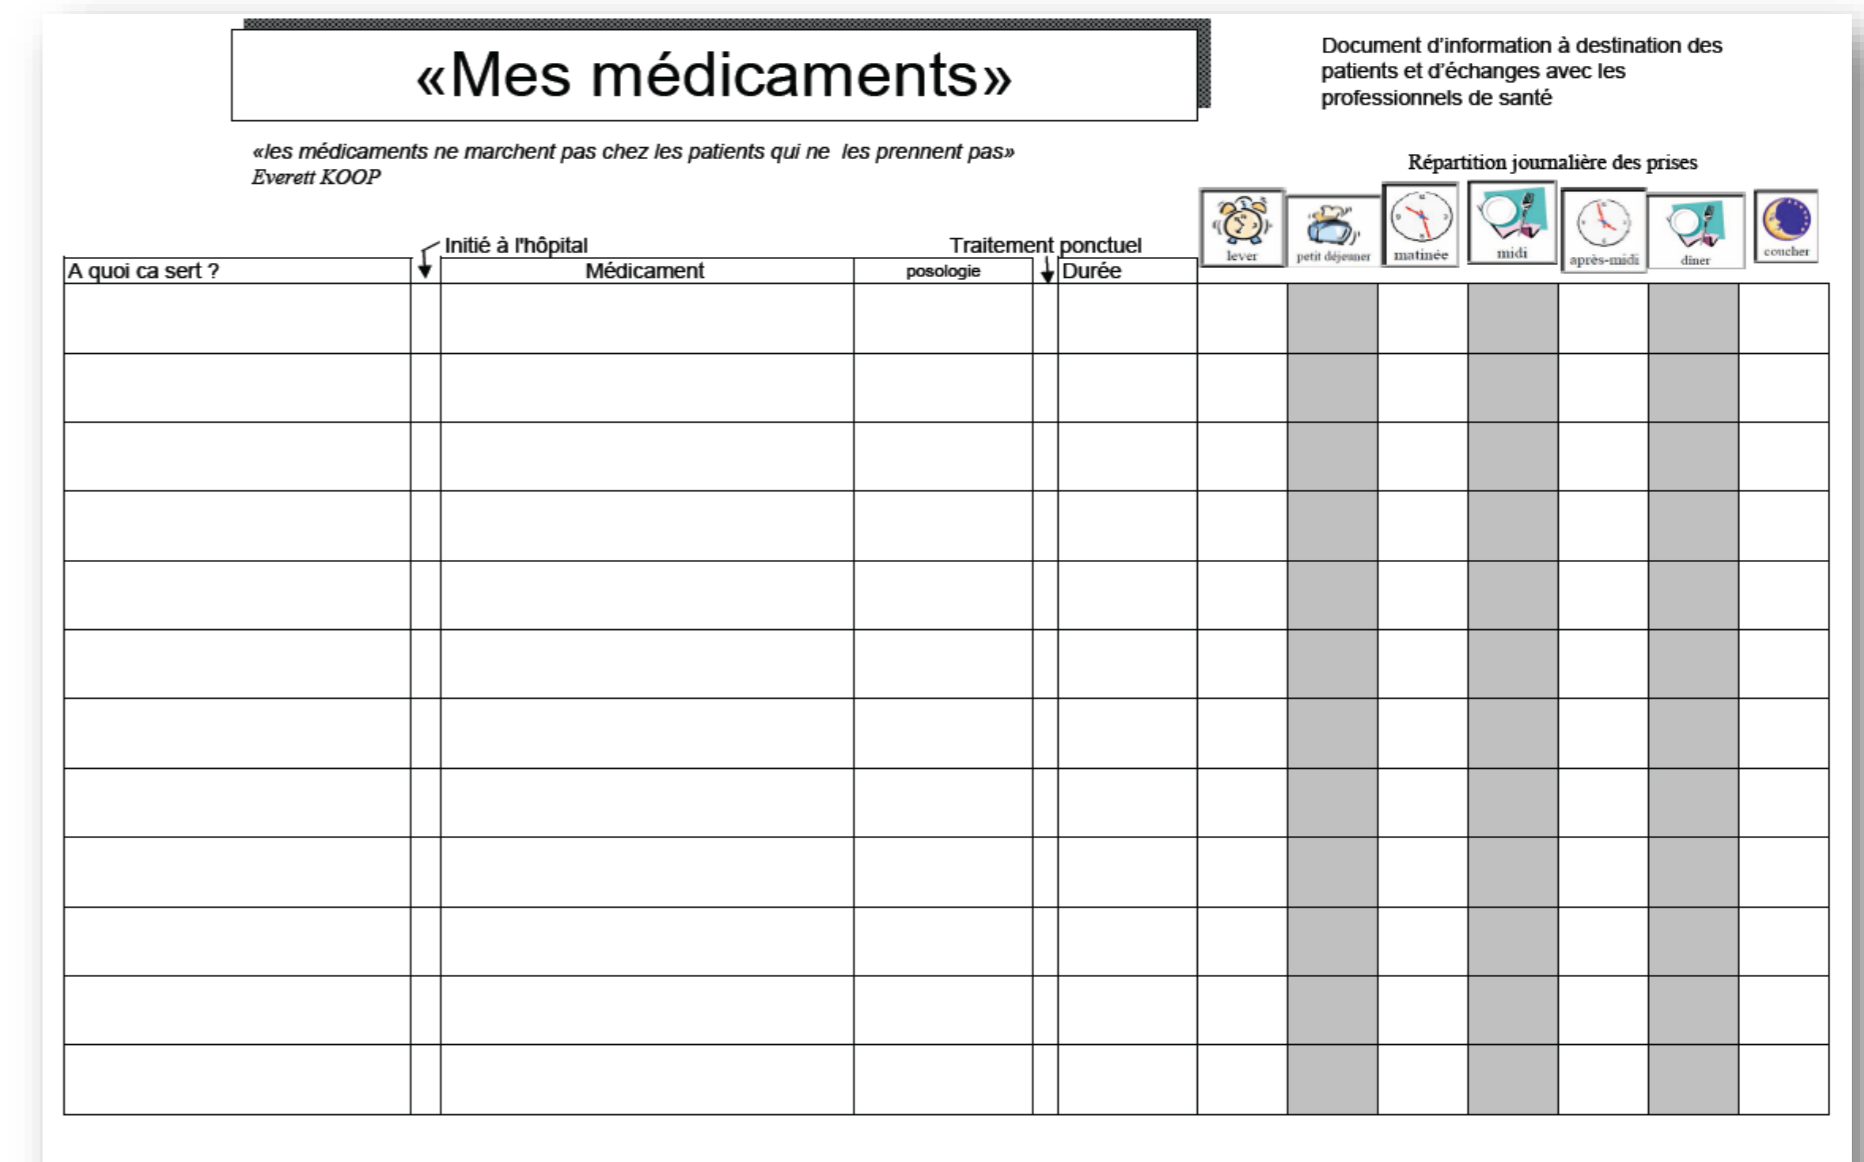 «Mes médicaments»
Document d'information à destination des
patients et d'échanges avec les
professionnels de santé
«les médicaments ne marchent pas chez les patients qui ne les prennent pas»
Everett KOOP
Répartition journalière des prises
lever
petit déjeuner
matinée
midi
après-midi
dîner
coucher
Initié à l'hôpital
Traitement ponctuel
A quoi ca sert ?
Médicament
posologie
Durée